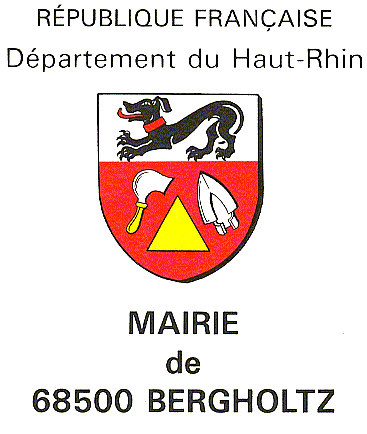 RÉPUBLIQUE FRANÇAISE
Département du Haut-Rhin
MAIRIE
de
68500 BERGHOLTZ